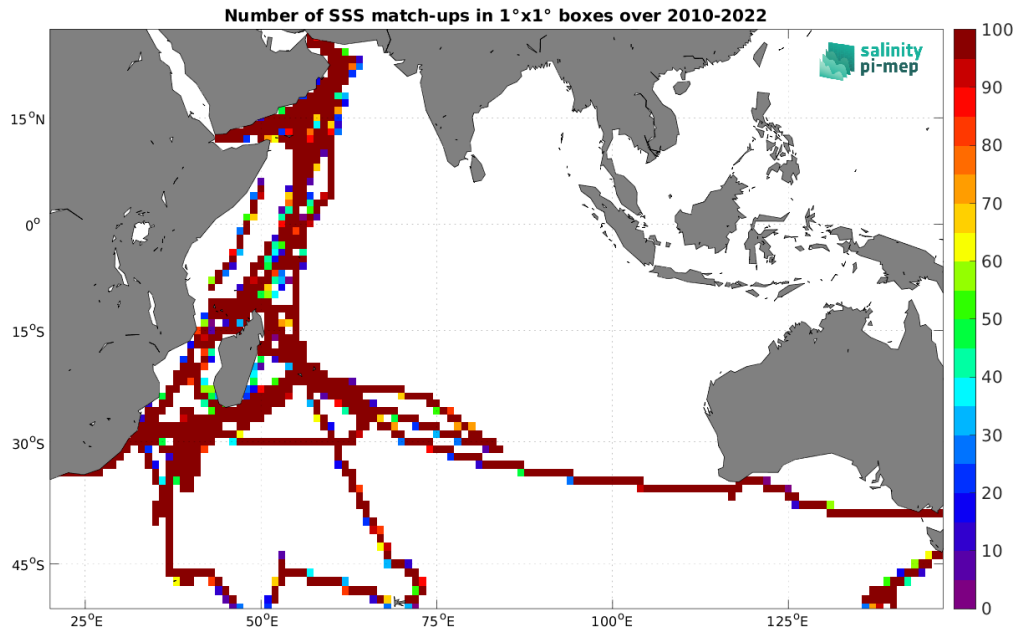 Number of SSS match-ups in 1°x1° boxes over 2010-2022
salinity
pi-mep
15°N
0°
15°S
30°S
45°S
25°E
50°E
75°E
100°E
125°E
100
90
80
70
60
50
40
30
20
10
0